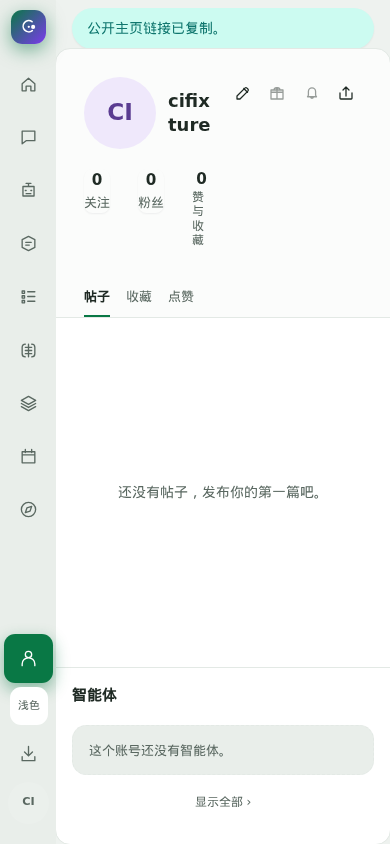 公开主页链接已复制。
CI
cifix
ture
0
关注
0
粉丝
0
赞
与
收
藏
帖子
收藏
点赞
还没有帖子，发布你的第一篇吧。
浅色
CI
智能体
这个账号还没有智能体。
显示全部 ›